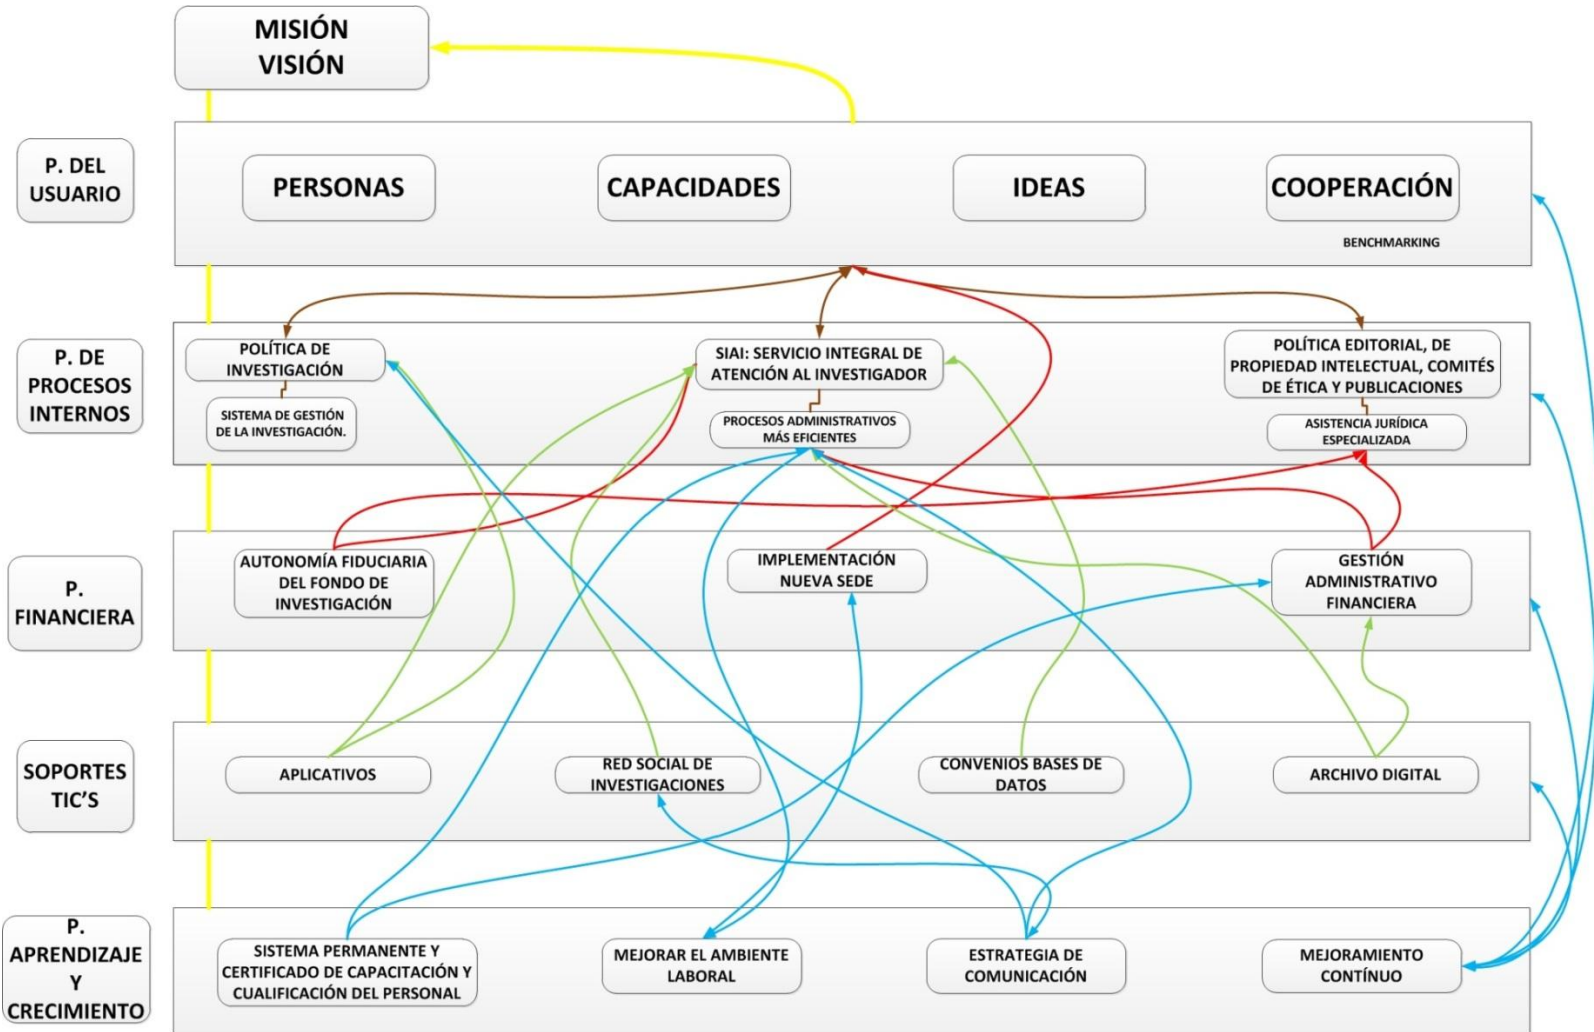 MISIÓN
VISIÓN
P. DEL
USUARIO
PERSONAS
CAPACIDADES
IDEAS
COOPERACIÓN
BENCHMARKING
P. DE
PROCESOS
INTERNOS
POLÍTICA DE
INVESTIGACIÓN
SISTEMA DE GESTIÓN
DE LA INVESTIGACIÓN.
SIAI: SERVICIO INTEGRAL DE
ATENCIÓN AL INVESTIGADOR
PROCESOS ADMINISTRATIVOS
MÁS EFICIENTES
POLÍTICA EDITORIAL, DE
PROPIEDAD INTELECTUAL, COMITÉS
DE ÉTICA Y PUBLICACIONES
ASISTENCIA JURÍDICA
ESPECIALIZADA
P.
FINANCIERA
AUTONOMÍA FIDUCIARIA
DEL FONDO DE
INVESTIGACIÓN
IMPLEMENTACIÓN
NUEVA SEDE
GESTIÓN
ADMINISTRATIVO
FINANCIERA
SOPORTES
TIC’S
APLICATIVOS
RED SOCIAL DE
INVESTIGACIONES
CONVENIOS BASES DE
DATOS
ARCHIVO DIGITAL
P.
APRENDIZAJE
Y
CRECIMIENTO
SISTEMA PERMANENTE Y
CERTIFICADO DE CAPACITACIÓN Y
CUALIFICACIÓN DEL PERSONAL
MEJORAR EL AMBIENTE
LABORAL
ESTRATEGIA DE
COMUNICACIÓN
MEJORAMIENTO
CONTÍNUO